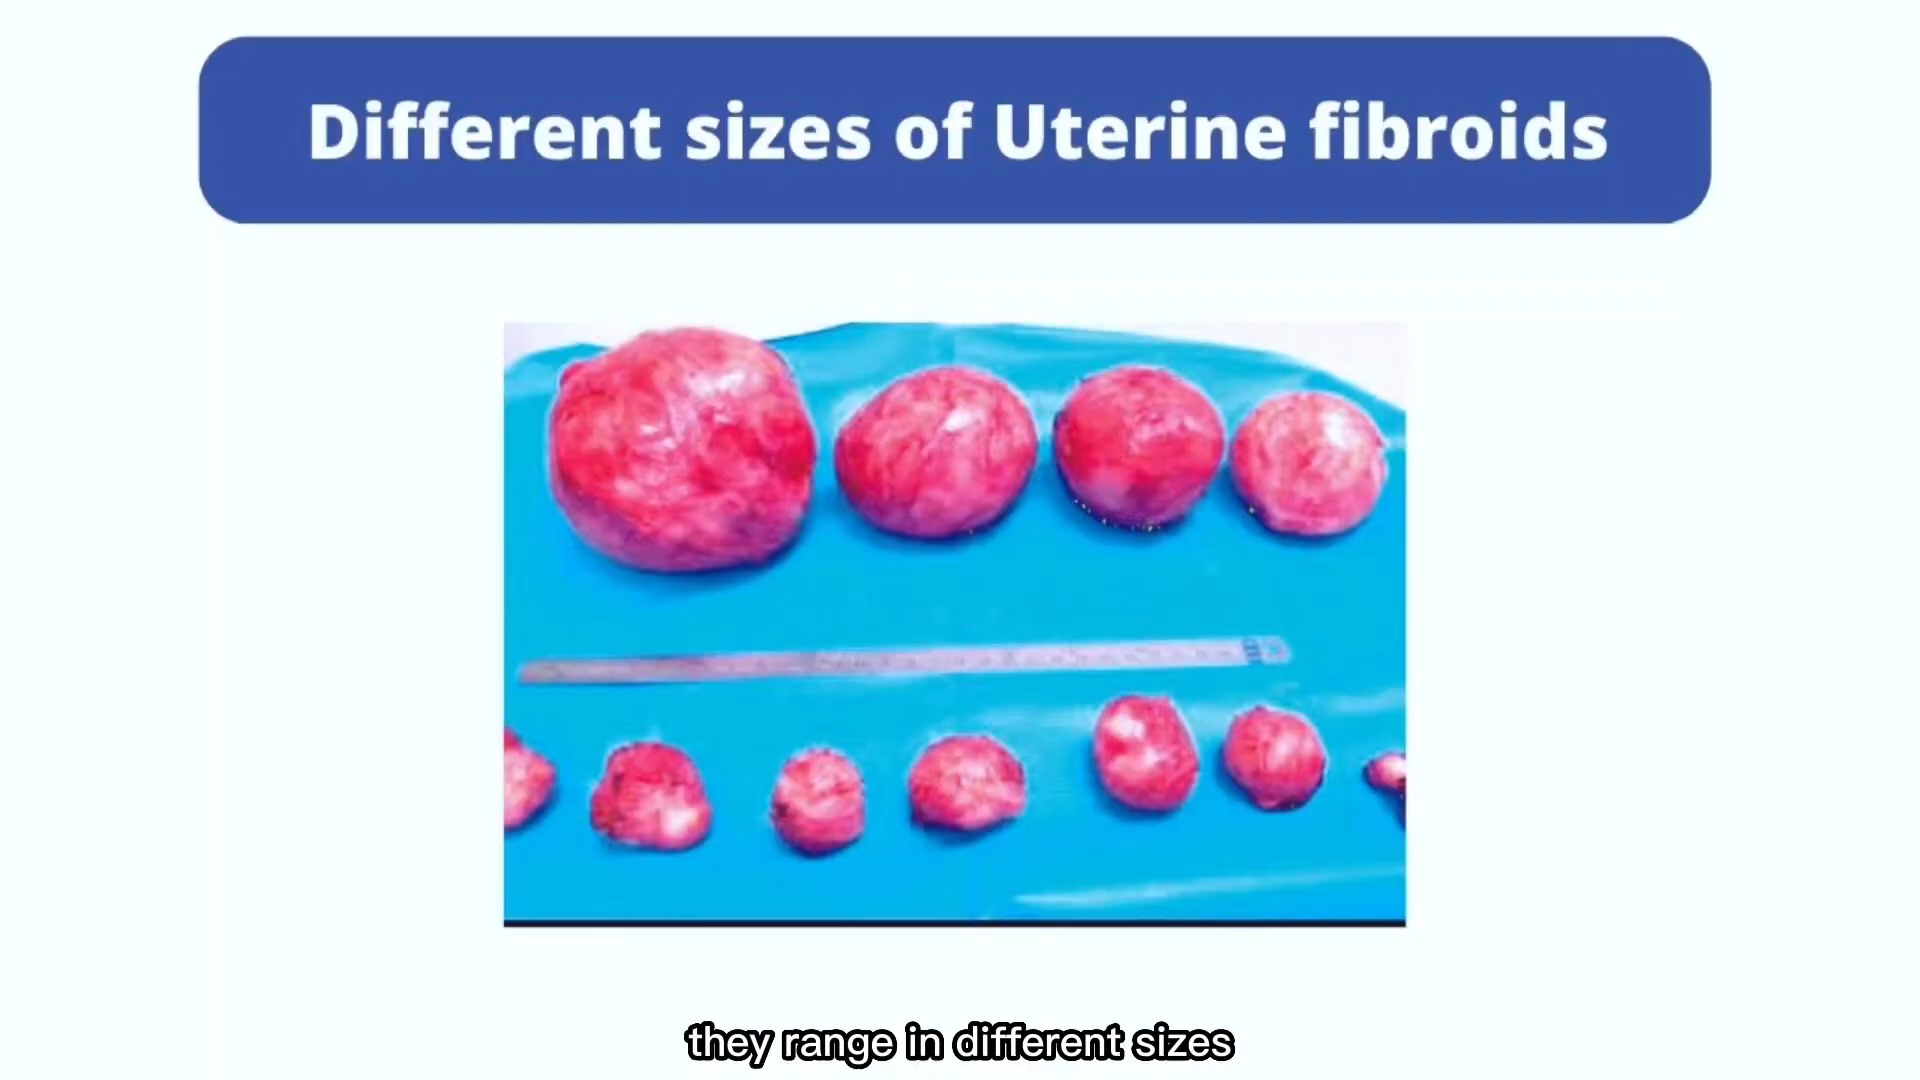 Different sizes of Uterine fibroids
they range in different sizes